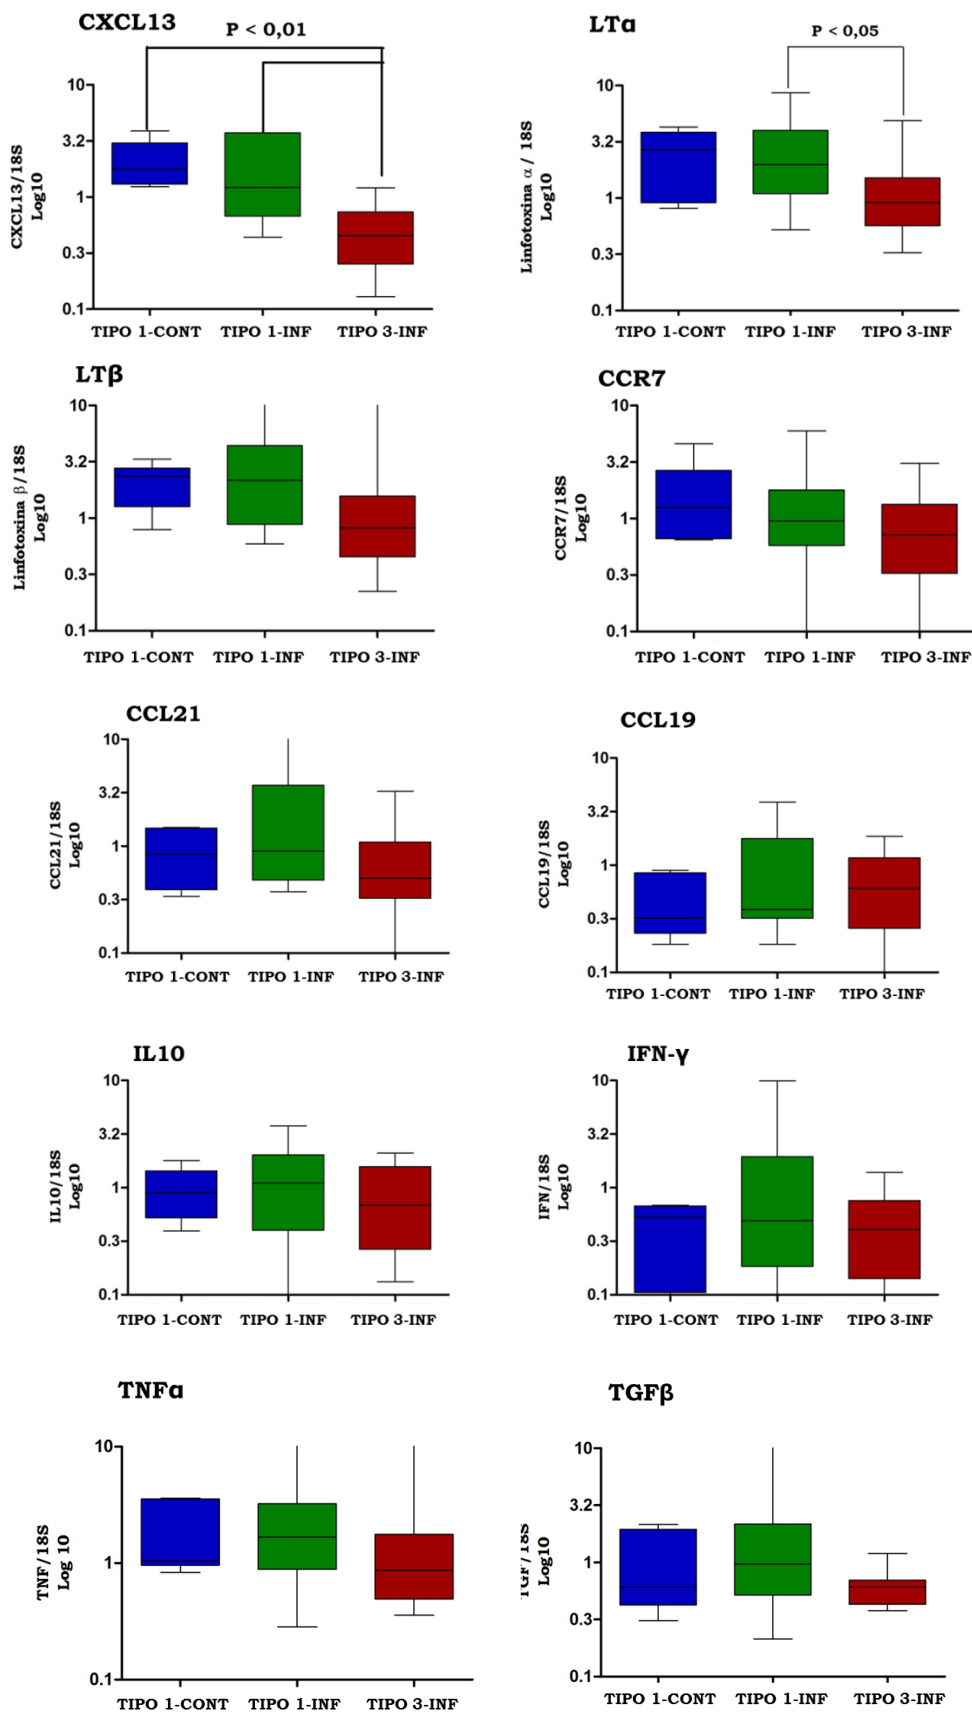 CXCL13
P < 0,01
10
3.2
1
0.3
0.1
CXCL13/18S
Log10
TIPO 1-CONT TIPO 1-INF TIPO 3-INF
LTα
P < 0,05
10
3.2
1
0.3
0.1
Linfotoxina α / 18S
Log10
TIPO 1-CONT TIPO 1-INF TIPO 3-INF
LTβ
10
3.2
1
0.3
0.1
Linfotoxina β/18S
Log10
TIPO 1-CONT TIPO 1-INF TIPO 3-INF
CCR7
10
3.2
1
0.3
0.1
CCR7/18S
Log10
TIPO 1-CONT TIPO 1-INF TIPO 3-INF
CCL21
10
3.2
1
0.3
0.1
CCL21/18S
Log10
TIPO 1-CONT TIPO 1-INF TIPO 3-INF
CCL19
10
3.2
1
0.3
0.1
CCL19/18S
Log10
TIPO 1-CONT TIPO 1-INF TIPO 3-INF
IL10
10
3.2
1
0.3
0.1
IL10/18S
Log10
TIPO 1-CONT TIPO 1-INF TIPO 3-INF
IFN-γ
10
3.2
1
0.3
0.1
IFN/18S
Log10
TIPO 1-CONT TIPO 1-INF TIPO 3-INF
TNFα
10
1
0.1
TNF/18S
Log 10
TIPO 1-CONT TIPO 1-INF TIPO 3-INF
TGFβ
10
3.2
1
0.3
0.1
TGF/18S
Log10
TIPO 1-CONT TIPO 1-INF TIPO 3-INF